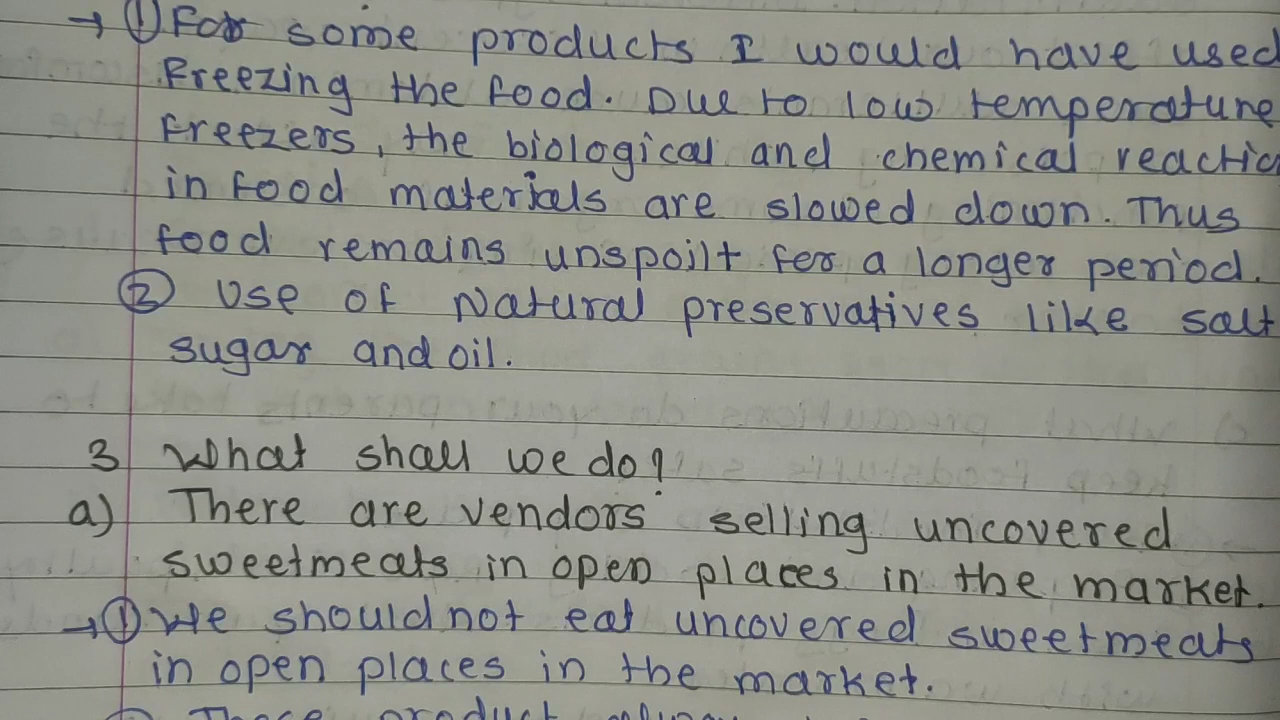 → ① For some products I would have used
Freezing the food. Due to low temperature
Freezers, the biological and chemical reactio
in food materials are slowed down. Thus
food remains unspoilt for a longer period.
② Use of Natural preservatives like salt
sugar and oil.
3 What shall we do?
a) There are vendors selling uncovered
sweetmeats in open places in the market.
→ ① We should not eat uncovered sweetmeats
in open places in the market.
These product